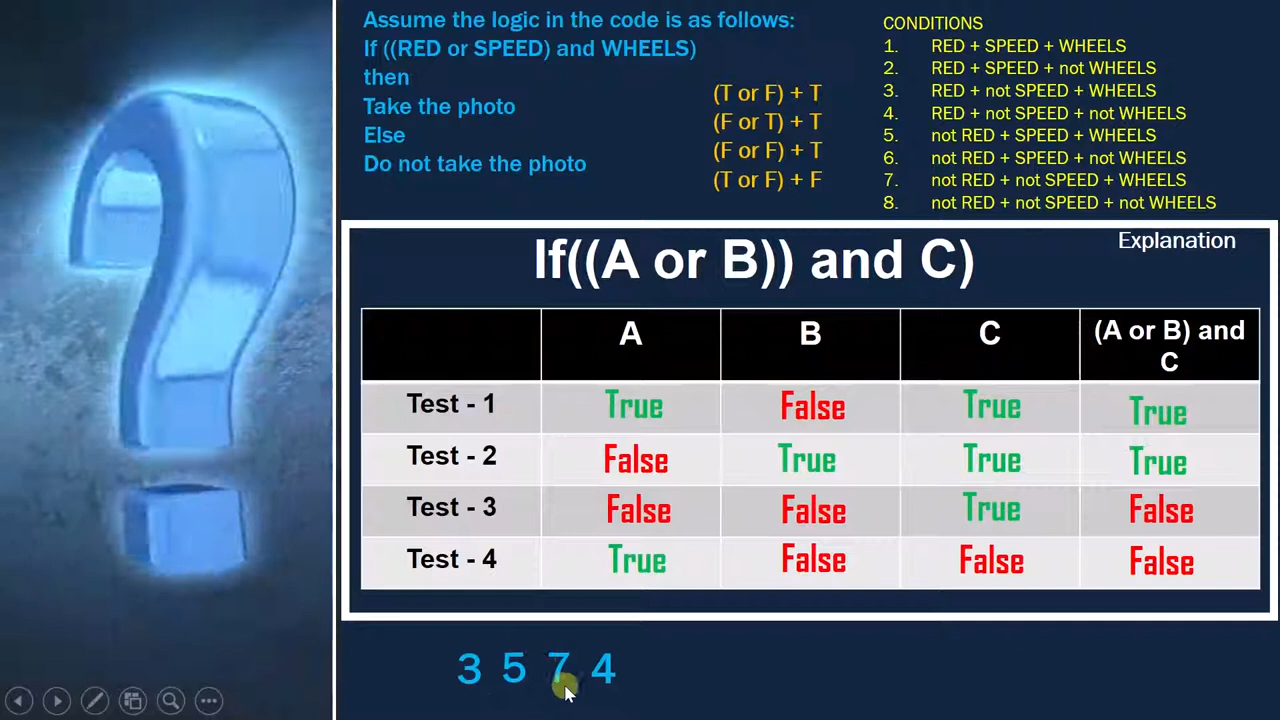 Assume the logic in the code is as follows:
If ((RED or SPEED) and WHEELS)
then
Take the photo
Else
Do not take the photo
(T or F) + T
(F or T) + T
(F or F) + T
(T or F) + F
CONDITIONS
1. RED + SPEED + WHEELS
2. RED + SPEED + not WHEELS
3. RED + not SPEED + WHEELS
4. RED + not SPEED + not WHEELS
5. not RED + SPEED + WHEELS
6. not RED + SPEED + not WHEELS
7. not RED + not SPEED + WHEELS
8. not RED + not SPEED + not WHEELS
Explanation
If((A or B)) and C)
A B C (A or B) and
C
Test - 1 True False True True
Test - 2 False True True True
Test - 3 False False True False
Test - 4 True False False False
3 5 7 4